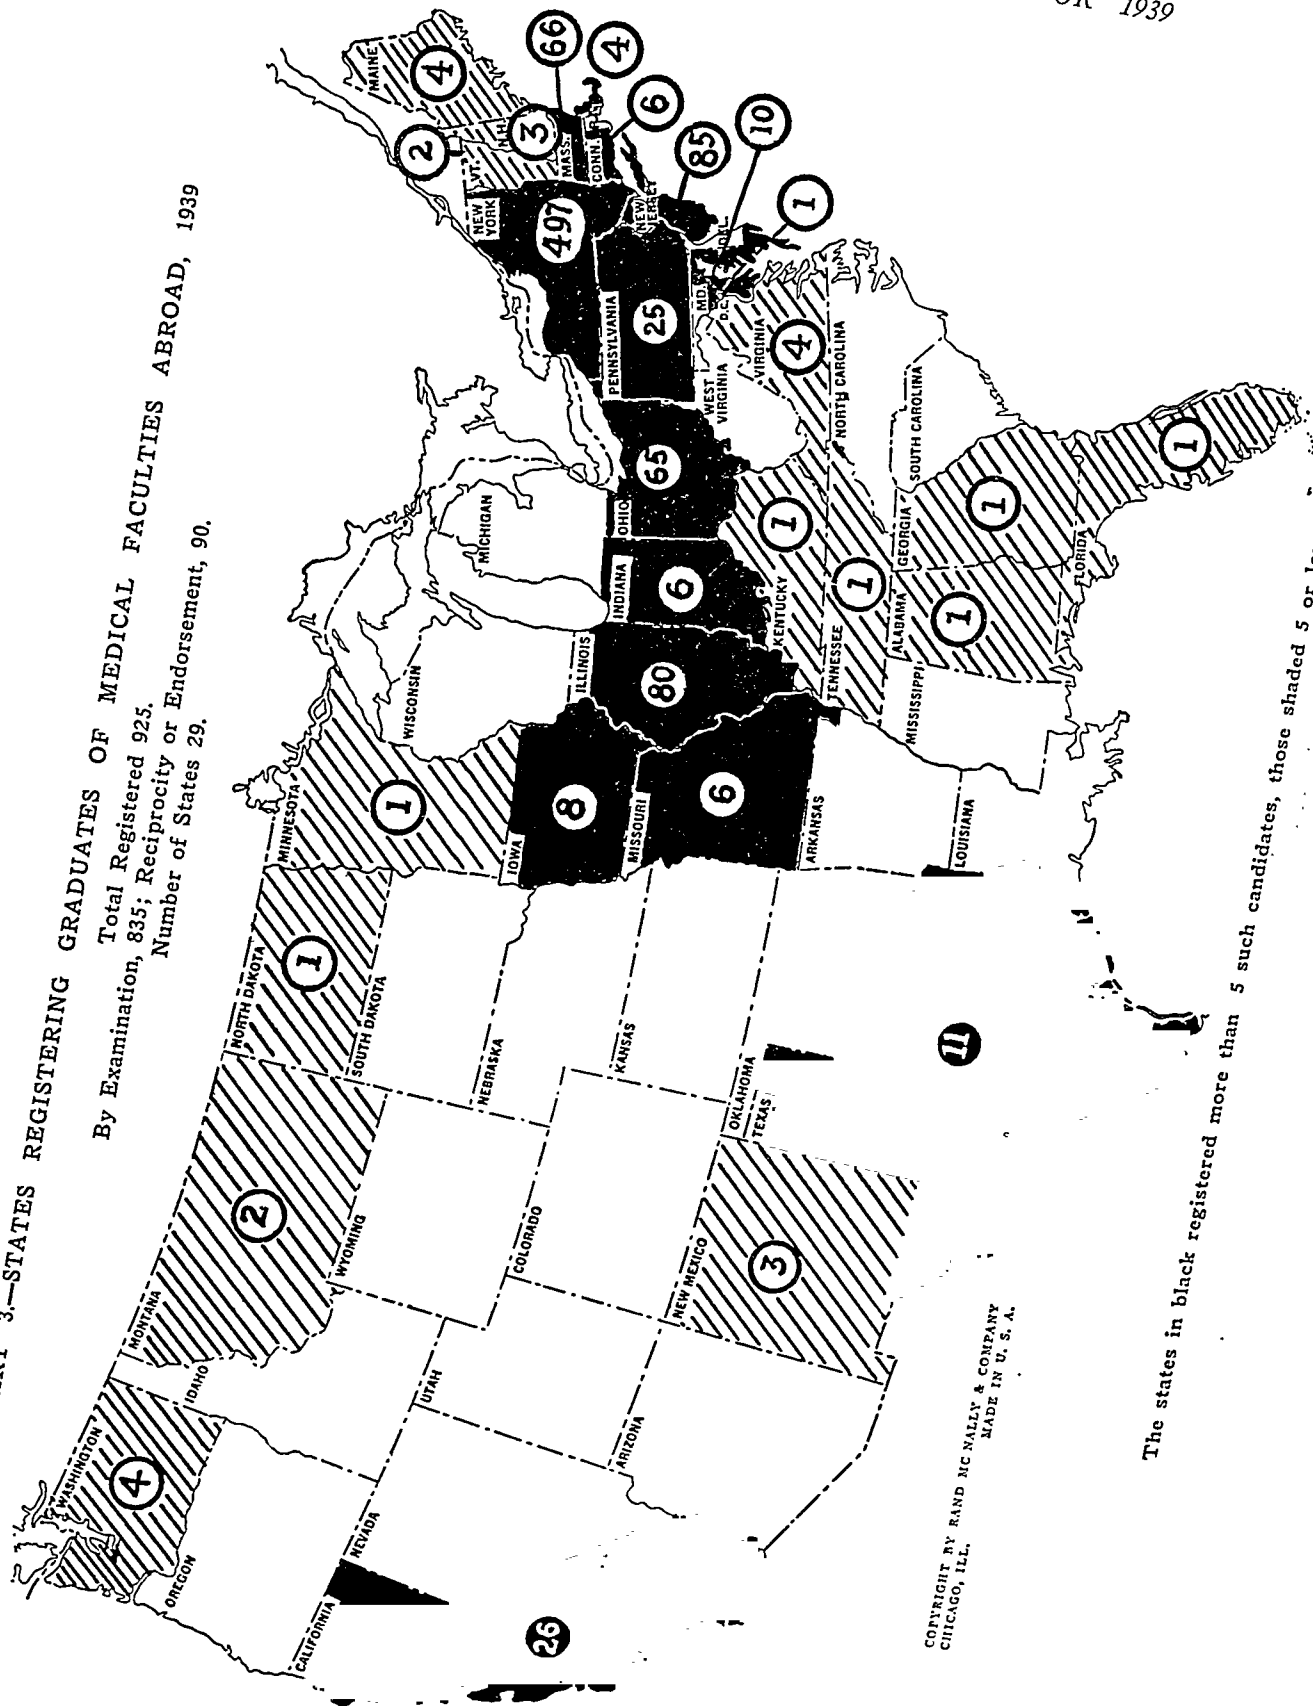 OR 1939
3.—STATES REGISTERING GRADUATES OF MEDICAL FACULTIES ABROAD, 1939
Total Registered 925.
By Examination, 835; Reciprocity or Endorsement, 90.
Number of States 29.
WASHINGTON
4
OREGON
CALIFORNIA
26
NEVADA
IDAHO
MONTANA
2
WYOMING
UTAH
ARIZONA
COLORADO
NEW MEXICO
3
NORTH DAKOTA
1
SOUTH DAKOTA
NEBRASKA
KANSAS
OKLAHOMA
TEXAS
11
MINNESOTA
1
IOWA
8
MISSOURI
6
ARKANSAS
LOUISIANA
WISCONSIN
ILLINOIS
80
MICHIGAN
INDIANA
6
OHIO
65
KENTUCKY
1
TENNESSEE
1
MISSISSIPPI
ALABAMA
1
GEORGIA
1
FLORIDA
1
SOUTH CAROLINA
NORTH CAROLINA
VIRGINIA
4
WEST
VIRGINIA
PENNSYLVANIA
25
NEW
YORK
497
MAINE
4
VT.
2
N.H.
3
MASS.
66
R.I.
4
CONN.
6
NEW
JERSEY
85
DEL.
MD.
10
D.C.
1
COPYRIGHT BY RAND MC NALLY & COMPANY
CHICAGO, ILL.
MADE IN U. S. A.
The states in black registered more than 5 such candidates, those shaded 5 or